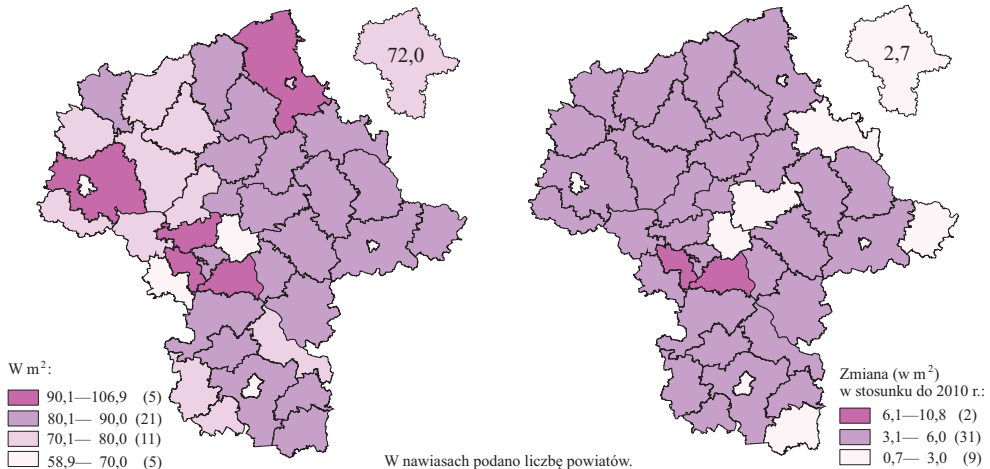 72,0
2,7
W m²:
90,1—106,9 (5)
80,1— 90,0 (21)
70,1— 80,0 (11)
58,9— 70,0 (5)
Zmiana (w m²)
w stosunku do 2010 r.:
6,1—10,8 (2)
3,1— 6,0 (31)
0,7— 3,0 (9)
W nawiasach podano liczbę powiatów.